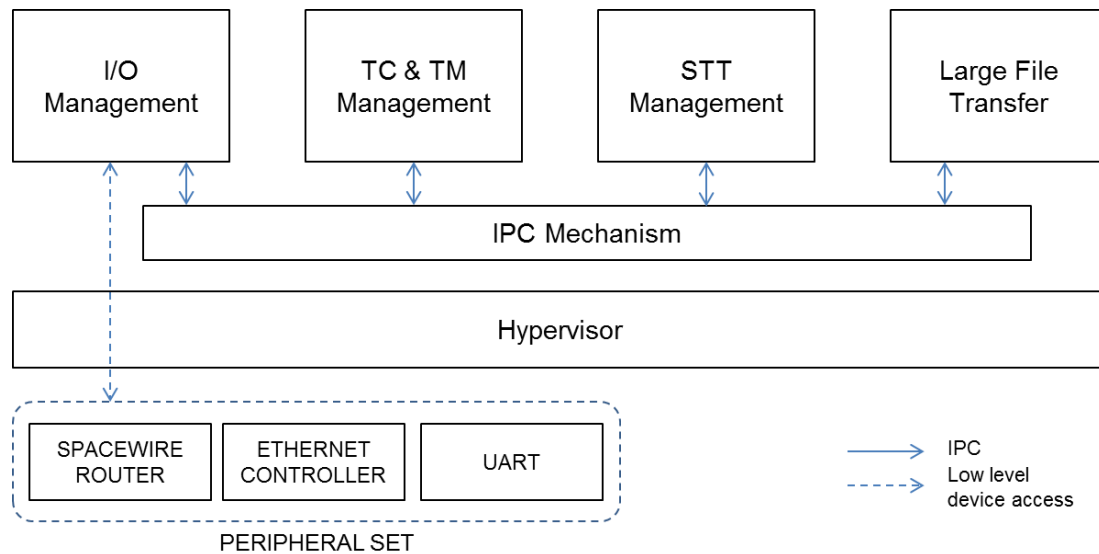 I/O
Management
TC & TM
Management
STT
Management
Large File
Transfer
IPC Mechanism
Hypervisor
SPACEWIRE
ROUTER
ETHERNET
CONTROLLER
UART
PERIPHERAL SET
IPC
Low level
device access